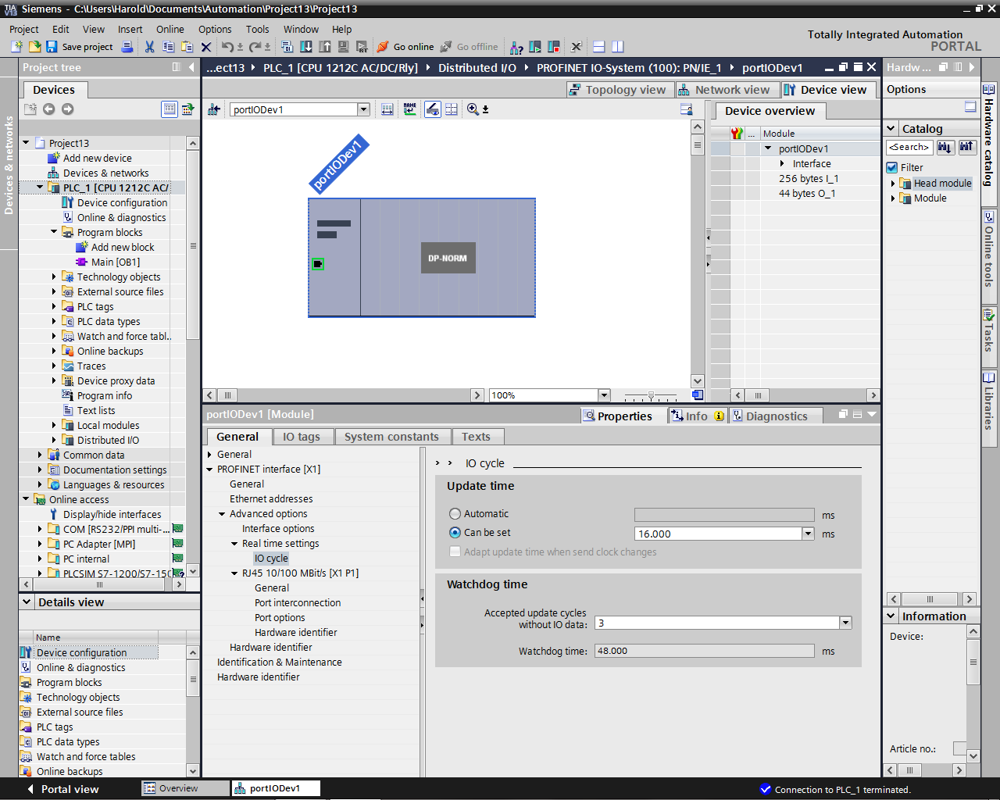 TIA V13 Siemens - C:\Users\Harold\Documents\Automation\Project13\Project13
Project Edit View Insert Online Options Tools Window Help
Save project Go online Go offline
Totally Integrated Automation
PORTAL
Project tree
...ect13 PLC_1 [CPU 1212C AC/DC/Rly] Distributed I/O PROFINET IO-System (100): PN/IE_1 portIODev1
Hardw ...
Devices
Topology view Network view Device view
Options
portIODev1
Device overview
Catalog
... Module
<Search>
Filter
Head module
Module
portIODev1
Interface
256 bytes I_1
44 bytes O_1
portIODev1
DP-NORM
100%
Project13
Add new device
Devices & networks
PLC_1 [CPU 1212C AC/
Device configuration
Online & diagnostics
Program blocks
Add new block
Main [OB1]
Technology objects
External source files
PLC tags
PLC data types
Watch and force tabl..
Online backups
Traces
Device proxy data
Program info
Text lists
Local modules
Distributed I/O
Common data
Documentation settings
Languages & resources
Online access
Display/hide interfaces
COM [RS232/PPI multi-...
PC Adapter [MPI]
PC internal
PLCSIM S7-1200/S7-150
Devices & networks
Details view
Name
Device configuration
Online & diagnostics
Program blocks
Technology objects
External source files
PLC tags
PLC data types
Watch and force tables
Online backups
portIODev1 [Module]
Properties Info Diagnostics
General IO tags System constants Texts
General
PROFINET interface [X1]
General
Ethernet addresses
Advanced options
Interface options
Real time settings
IO cycle
RJ45 10/100 MBit/s [X1 P1]
General
Port interconnection
Port options
Hardware identifier
Hardware identifier
Identification & Maintenance
Hardware identifier
IO cycle
Update time
Automatic ms
Can be set 16.000 ms
Adapt update time when send clock changes
Watchdog time
Accepted update cycles
without IO data: 3
Watchdog time: 48.000 ms
Hardware catalog
Online tools
Tasks
Libraries
Information
Device:
Article no.:
Portal view Overview portIODev1 Connection to PLC_1 terminated.